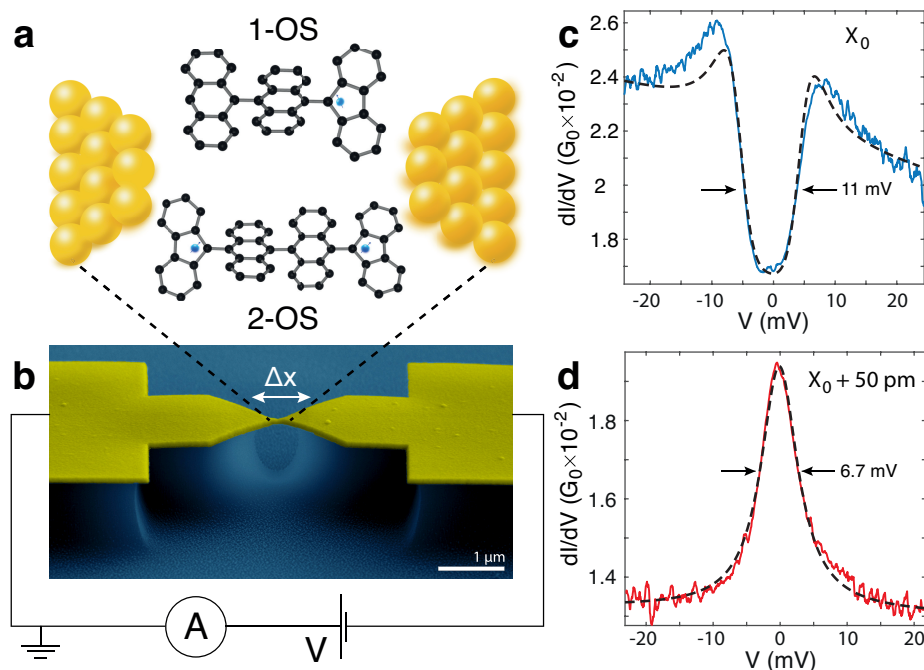 a
1-OS
2-OS
b
Δx
1 μm
A
V
c
X₀
dI/dV (G₀×10⁻²)
2.6
2.4
2.2
2
1.8
11 mV
-20
-10
0
10
20
V (mV)
d
X₀ + 50 pm
dI/dV (G₀×10⁻²)
1.8
1.6
1.4
6.7 mV
-20
-10
0
10
20
V (mV)